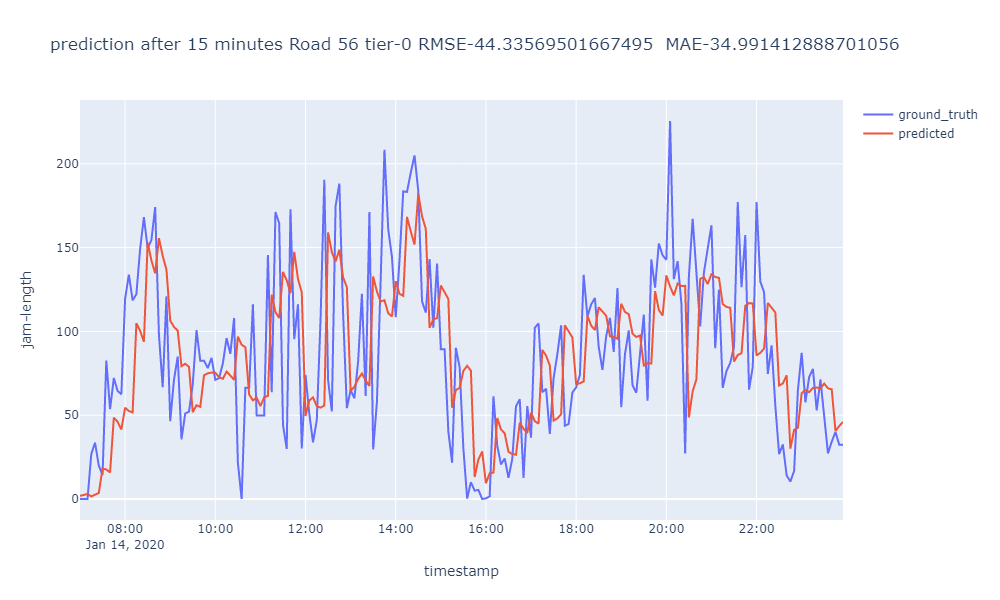 prediction after 15 minutes Road 56 tier-0 RMSE-44.33569501667495  MAE-34.991412888701056
ground_truth
predicted
jam-length
200
150
100
50
0
08:00 10:00 12:00 14:00 16:00 18:00 20:00 22:00
Jan 14, 2020
timestamp